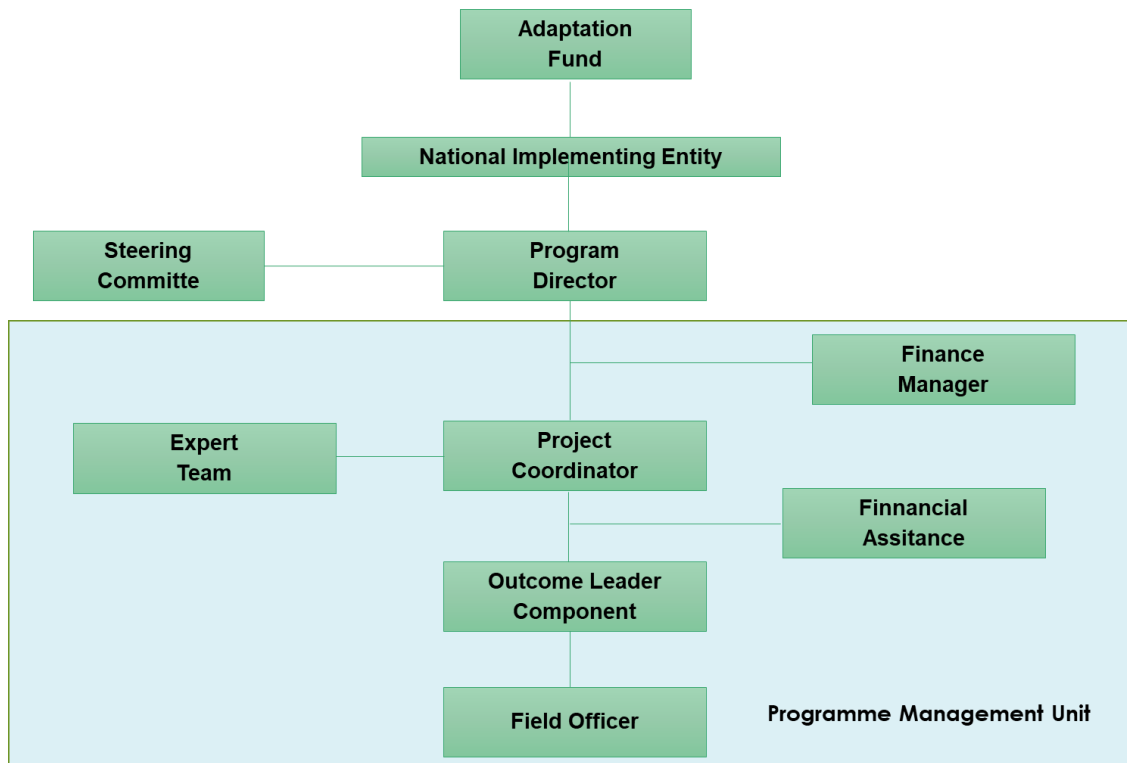 Adaptation
Fund
National Implementing Entity
Steering
Committe
Program
Director
Finance
Manager
Expert
Team
Project
Coordinator
Finnancial
Assitance
Outcome Leader
Component
Field Officer
Programme Management Unit